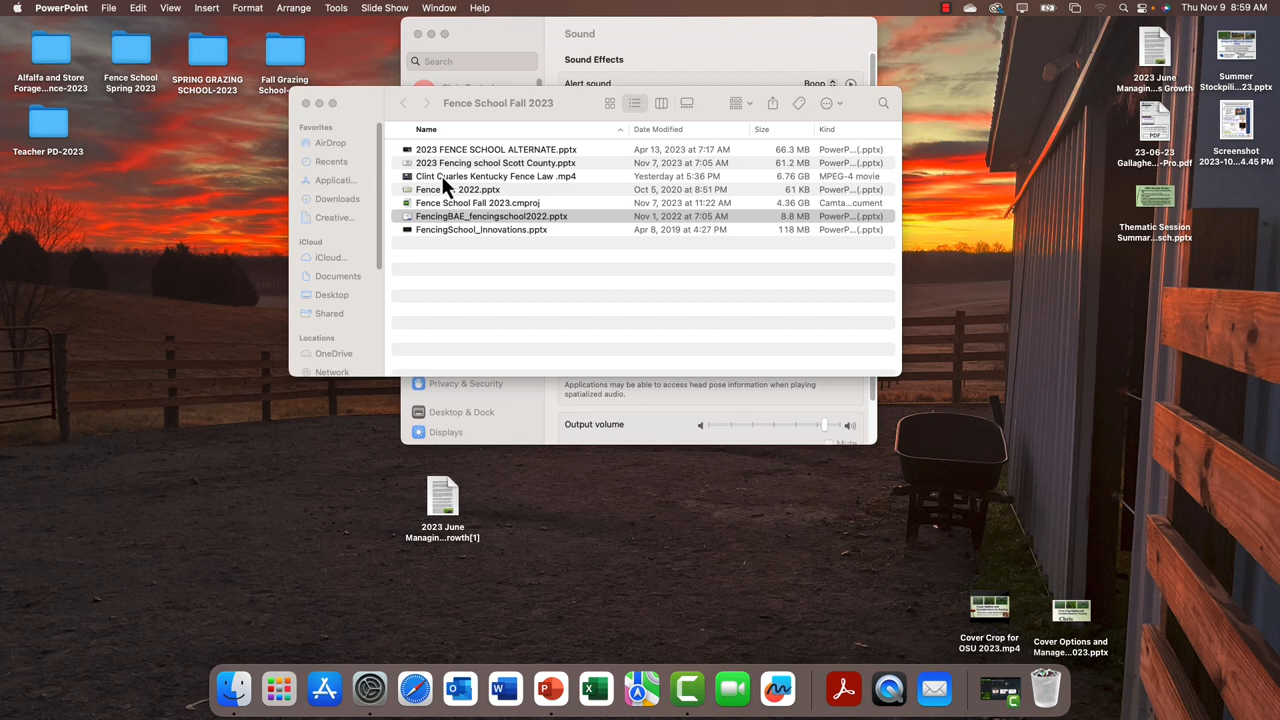 PowerPoint File Edit View Insert Format Arrange Tools Slide Show Window Help Thu Nov 9 8:59 AM
Alfalfa and Store
Forage...nce-2023
Fence School
Spring 2023
SPRING GRAZING
SCHOOL-2023
Fall Grazing
School-
Teacher PD-2023
Sound
Search
Sound Effects
Alert sound
Boop
Fence School Fall 2023
Favorites
AirDrop
Recents
Applicati...
Downloads
Creative...
iCloud
iCloud...
Documents
Desktop
Shared
Locations
OneDrive
Network
Name Date Modified Size Kind
2023 FENCE SCHOOL ALTERNATE.pptx Apr 13, 2023 at 7:17 AM 66.3 MB PowerP...(.pptx)
2023 Fencing school Scott County.pptx Nov 7, 2023 at 7:05 AM 61.2 MB PowerP...(.pptx)
Clint Quarles Kentucky Fence Law .mp4 Yesterday at 5:36 PM 6.76 GB MPEG-4 movie
Fence 2022.pptx Oct 5, 2020 at 8:51 PM 61 KB PowerP...(.pptx)
Fence School Fall 2023.cmproj Nov 7, 2023 at 11:22 AM 4.36 GB Camta...cument
FencingBAE_fencingschool2022.pptx Nov 1, 2022 at 7:05 AM 8.8 MB PowerP...(.pptx)
FencingSchool_Innovations.pptx Apr 8, 2019 at 4:27 PM 118 MB PowerP...(.pptx)
Privacy & Security
Desktop & Dock
Displays
Applications may be able to access head pose information when playing
spatialized audio.
Output volume
Mute
2023 June
Managin...s Growth
Summer
Stockpili...23.pptx
PDF
23-06-23
Gallaghe...-Pro.pdf
Screenshot
2023-10...4.45 PM
Thematic Session
Summar...sch.pptx
2023 June
Managin...rowth[1]
Cover Crop for
OSU 2023.mp4
Chris
Cover Options and
Manage...023.pptx